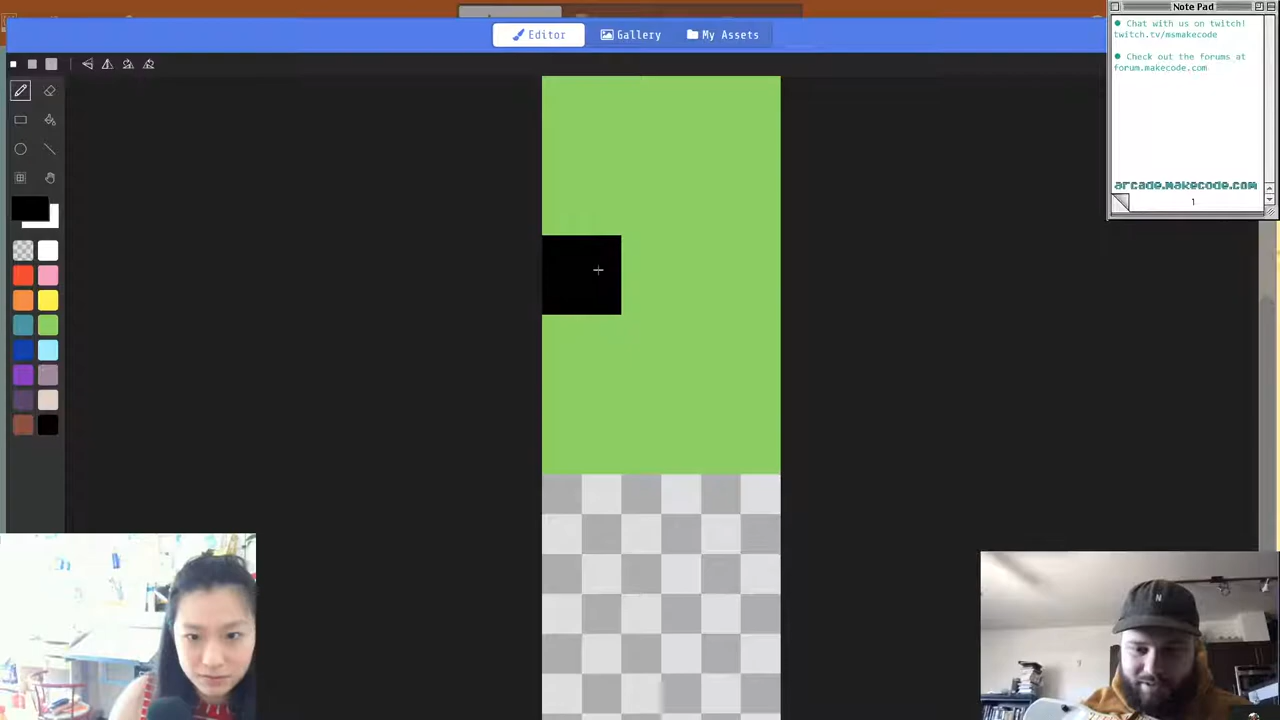 Note Pad
Editor
Gallery
My Assets
● Chat with us on twitch!
twitch.tv/msmakecode
● Check out the forums at
forum.makecode.com
arcade.makecode.com
1
N